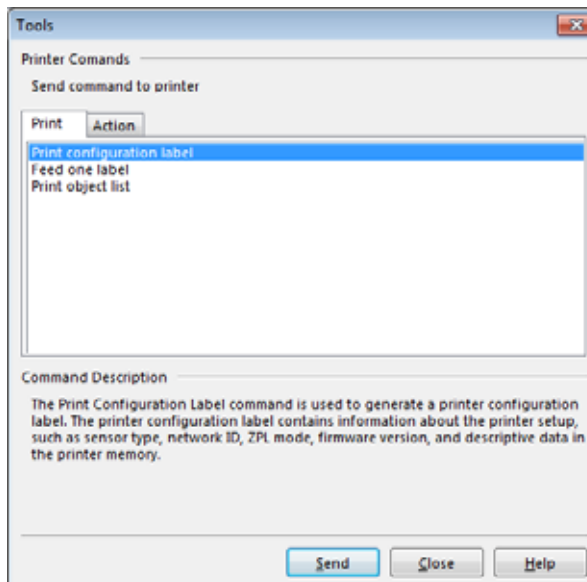 Tools
Printer Comands
Send command to printer
Print
Action
Print configuration label
Feed one label
Print object list
Command Description
The Print Configuration Label command is used to generate a printer configuration
label. The printer configuration label contains information about the printer setup,
such as sensor type, network ID, ZPL mode, firmware version, and descriptive data in
the printer memory.
Send
Close
Help